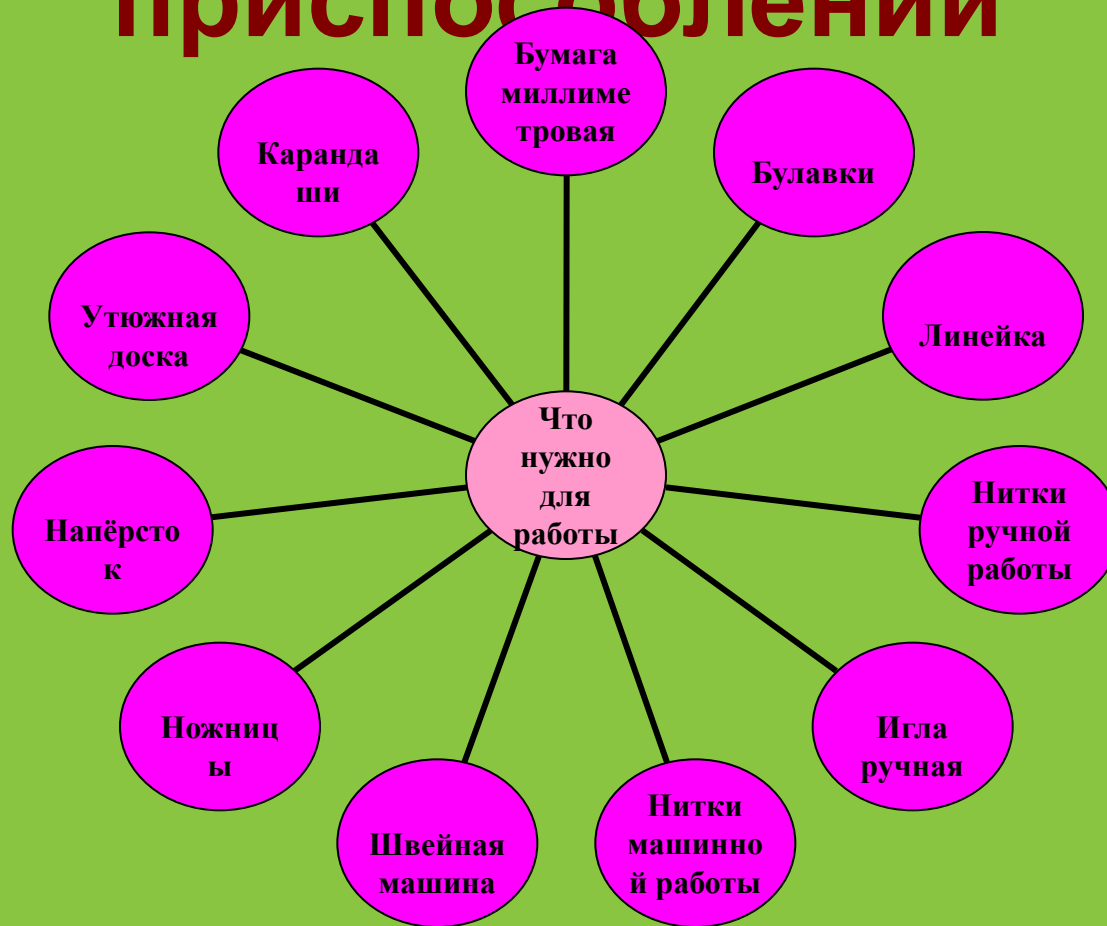 приспособлений
Бумага
миллиме
тровая
Каранда
ши
Булавки
Утюжная
доска
Линейка
Что
нужно
для
работы
Напёрсто
к
Нитки
ручной
работы
Ножниц
ы
Игла
ручная
Швейная
машина
Нитки
машинно
й работы